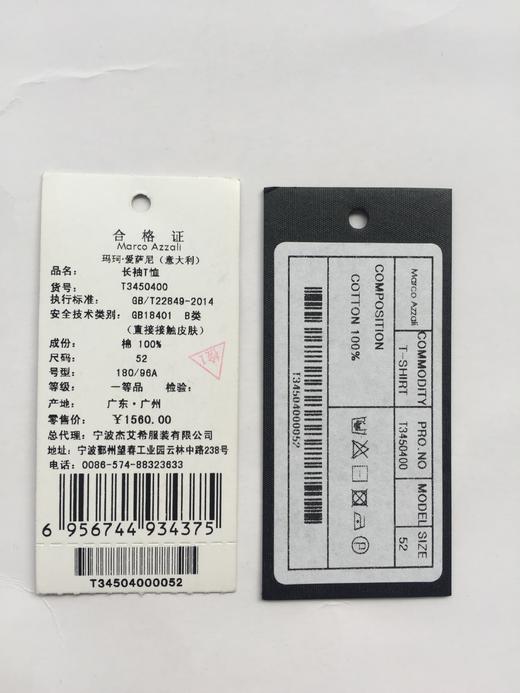 合格证
Marco Azzali
玛珂·爱萨尼（意大利）
品名： 长袖T恤
货号： T3450400
执行标准： GB/T22849-2014
安全技术类别： GB18401 B类
（直接接触皮肤）
成份： 棉 100%
尺码： 52
号型： 180/96A
等级： 一等品 检验：
产地： 广东·广州
零售价： ¥1560.00
总代理：宁波杰艾希服装有限公司
地址：宁波鄞州望春工业园云林中路238号
电话：0086-574-88323633
6 956744 934375
T34504000052
Marco Azzali
COMMODITY PRO.NO MODEL SIZE
T-SHIRT T3450400 52
COMPOSITION
COTTON 100%
T34504000052